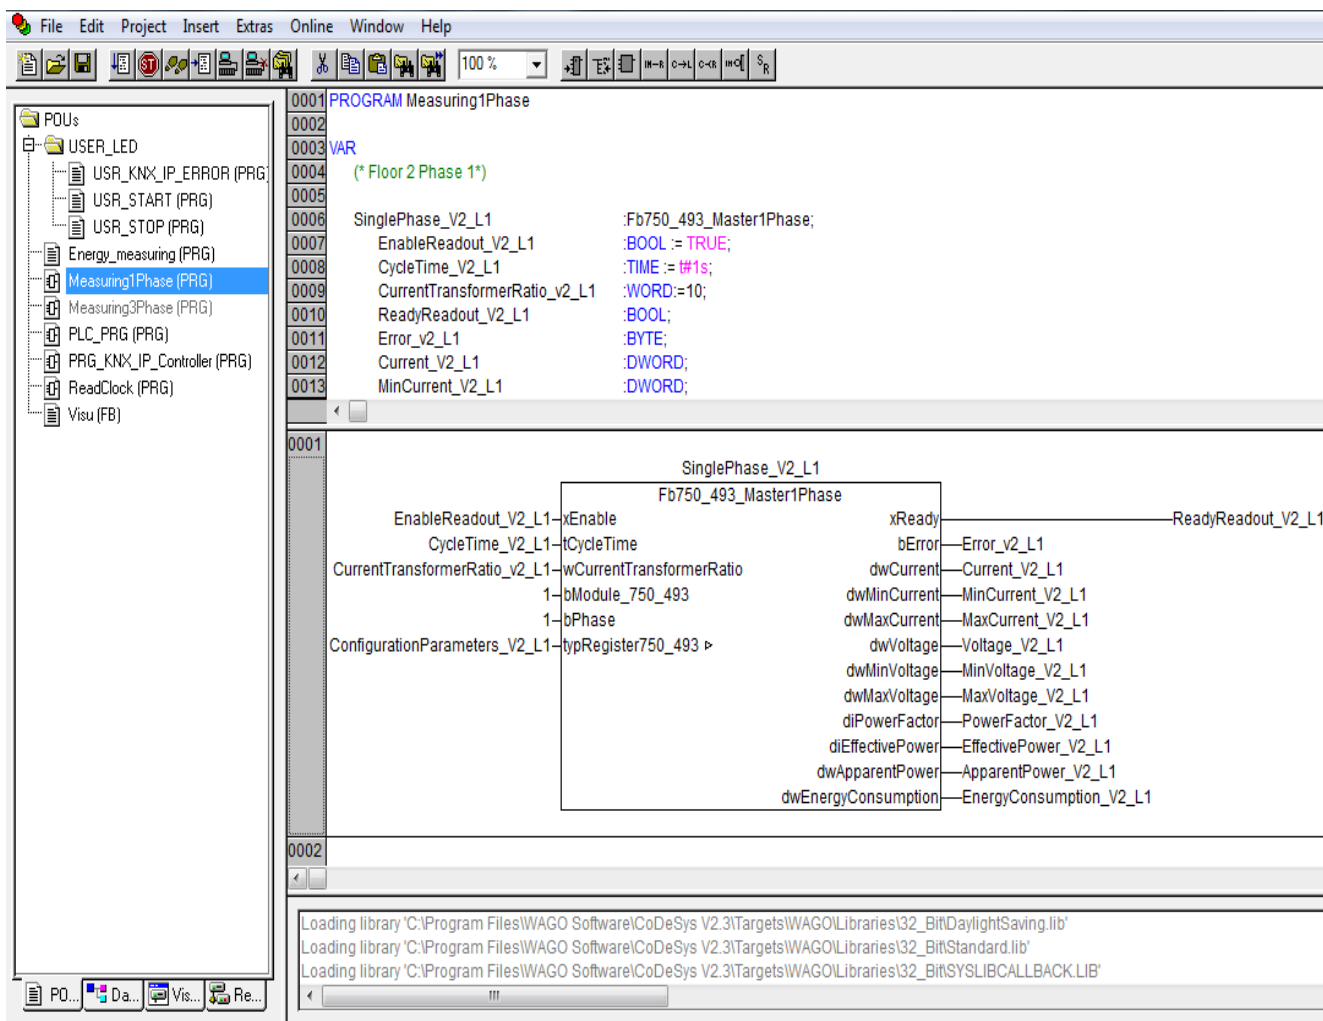 File Edit Project Insert Extras Online Window Help
100 %
POUs
USER_LED
USR_KNX_IP_ERROR (PRG)
USR_START (PRG)
USR_STOP (PRG)
Energy_measuring (PRG)
Measuring1Phase (PRG)
Measuring3Phase (PRG)
PLC_PRG (PRG)
PRG_KNX_IP_Controller (PRG)
ReadClock (PRG)
Visu (FB)
PO... Da... Vis... Re...
0001 PROGRAM Measuring1Phase
0002
0003 VAR
0004 (* Floor 2 Phase 1*)
0005
0006 SinglePhase_V2_L1 :Fb750_493_Master1Phase;
0007 EnableReadout_V2_L1 :BOOL := TRUE;
0008 CycleTime_V2_L1 :TIME := t#1s;
0009 CurrentTransformerRatio_v2_L1 :WORD:=10;
0010 ReadyReadout_V2_L1 :BOOL;
0011 Error_v2_L1 :BYTE;
0012 Current_V2_L1 :DWORD;
0013 MinCurrent_V2_L1 :DWORD;
0001
SinglePhase_V2_L1
Fb750_493_Master1Phase
EnableReadout_V2_L1 xEnable xReady ReadyReadout_V2_L1
CycleTime_V2_L1 tCycleTime bError Error_v2_L1
CurrentTransformerRatio_v2_L1 wCurrentTransformerRatio dwCurrent Current_V2_L1
1 bModule_750_493 dwMinCurrent MinCurrent_V2_L1
1 bPhase dwMaxCurrent MaxCurrent_V2_L1
ConfigurationParameters_V2_L1 typRegister750_493 dwVoltage Voltage_V2_L1
dwMinVoltage MinVoltage_V2_L1
dwMaxVoltage MaxVoltage_V2_L1
diPowerFactor PowerFactor_V2_L1
diEffectivePower EffectivePower_V2_L1
dwApparentPower ApparentPower_V2_L1
dwEnergyConsumption EnergyConsumption_V2_L1
0002
Loading library 'C:\Program Files\WAGO Software\CoDeSys V2.3\Targets\WAGO\Libraries\32_Bit\DaylightSaving.lib'
Loading library 'C:\Program Files\WAGO Software\CoDeSys V2.3\Targets\WAGO\Libraries\32_Bit\Standard.lib'
Loading library 'C:\Program Files\WAGO Software\CoDeSys V2.3\Targets\WAGO\Libraries\32_Bit\SYSLIBCALLBACK.LIB'